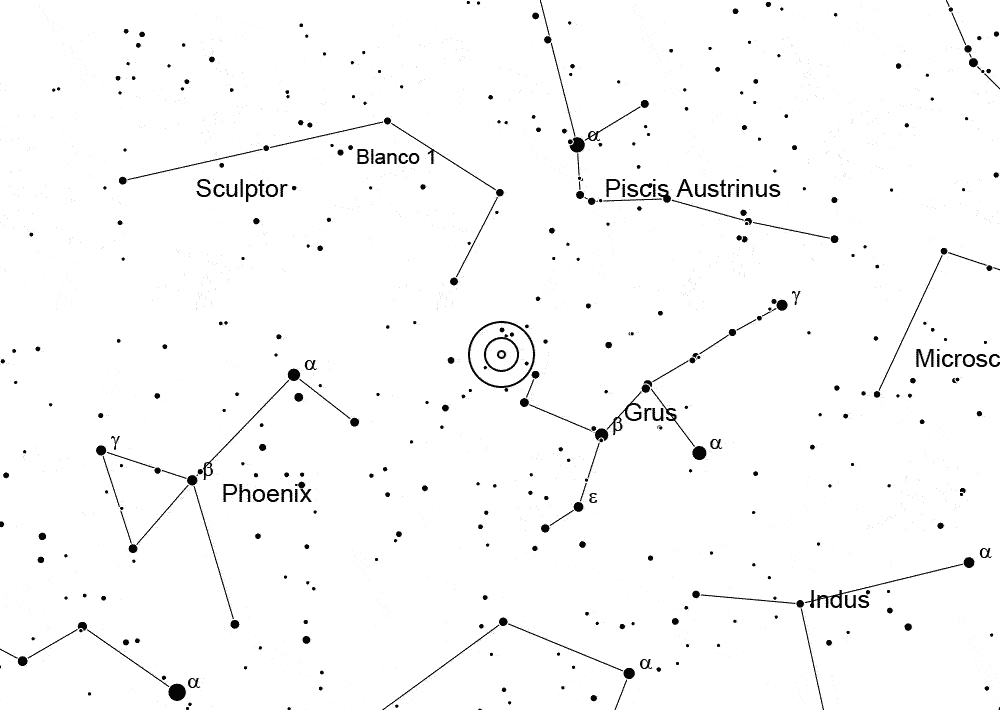 α
Blanco 1
Sculptor
Piscis Austrinus
γ
Microsc
α
Grus
β
α
γ
β
Phoenix
ε
α
Indus
α
α